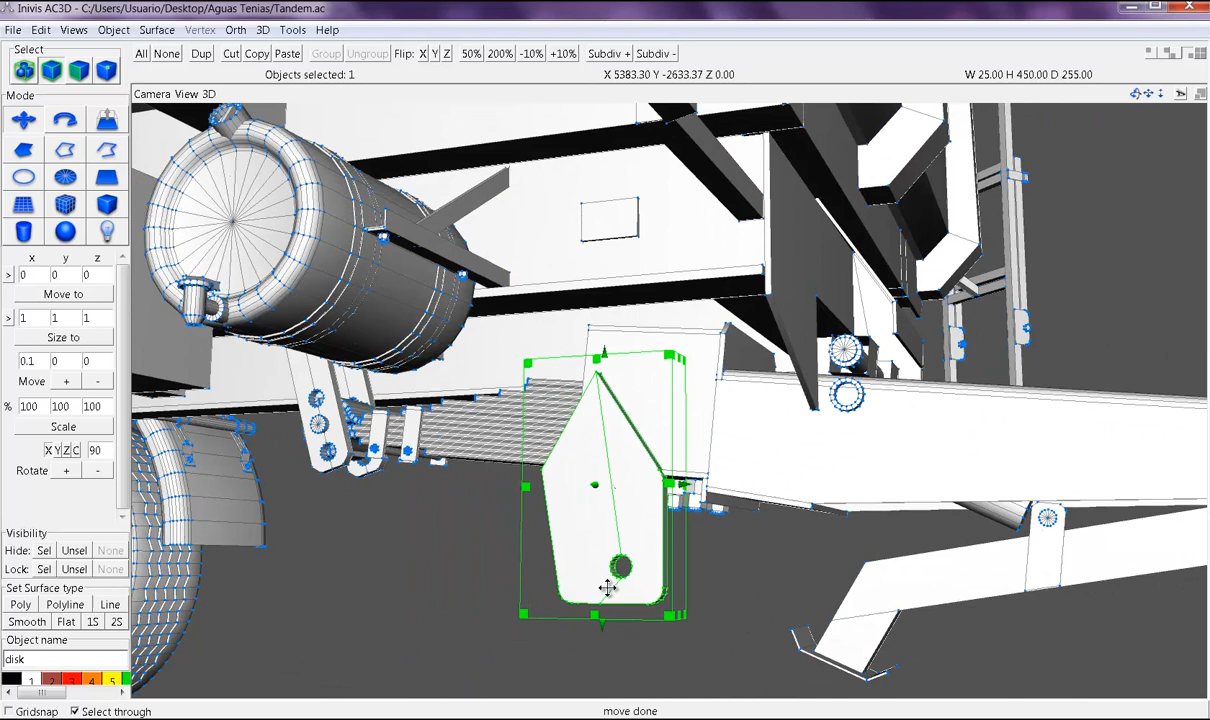 Inivis AC3D - C:/Users/Usuario/Desktop/Aguas Tenias/Tandem.ac
File Edit Views Object Surface Vertex Orth 3D Tools Help
Select
All None Dup Cut Copy Paste Group Ungroup Flip: X Y Z 50% 200% -10% +10% Subdiv + Subdiv -
Objects selected: 1 X 5383.30 Y -2633.37 Z 0.00 W 25.00 H 450.00 D 255.00
Mode
Camera View 3D
x y z
> 0 0 0
Move to
> 1 1 1
Size to
0.1 0 0
Move + -
% 100 100 100
Scale
X Y Z C 90
Rotate + -
Visibility
Hide: Sel Unsel None
Lock: Sel Unsel None
Set Surface type
Poly Polyline Line
Smooth Flat 1S 2S
Object name
disk
1 2 3 4 5
Gridsnap Select through move done